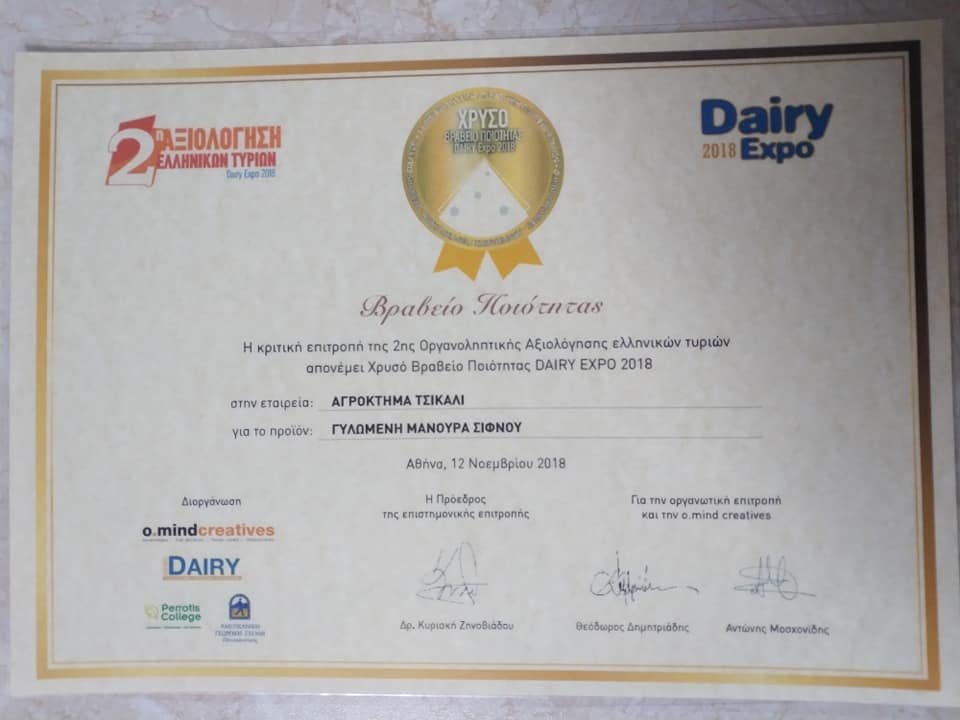 2η ΑΞΙΟΛΟΓΗΣΗ
ΕΛΛΗΝΙΚΩΝ ΤΥΡΙΩΝ
Dairy Expo 2018
ΧΡΥΣΟ
ΒΡΑΒΕΙΟ ΠΟΙΟΤΗΤΑΣ
DAIRY Expo 2018
Dairy
2018 Expo
Βραβείο Ποιότητας
Η κριτική επιτροπή της 2ης Οργανοληπτικής Αξιολόγησης ελληνικών τυριών
απονέμει Χρυσό Βραβείο Ποιότητας DAIRY EXPO 2018
στην εταιρεία: ΑΓΡΟΚΤΗΜΑ ΤΣΙΚΑΛΙ
για το προϊόν: ΓΥΛΩΜΕΝΗ ΜΑΝΟΥΡΑ ΣΙΦΝΟΥ
Αθήνα, 12 Νοεμβρίου 2018
Διοργάνωση
o.mindcreatives
DAIRY
Perrotis
College
ΑΜΕΡΙΚΑΝΙΚΗ
ΓΕΩΡΓΙΚΗ ΣΧΟΛΗ
Η Πρόεδρος
της επιστημονικής επιτροπής
Δρ. Κυριακή Ζηνοβιάδου
Για την οργανωτική επιτροπή
και την o.mind creatives
Θεόδωρος Δημητριάδης
Αντώνης Μοσχονίδης